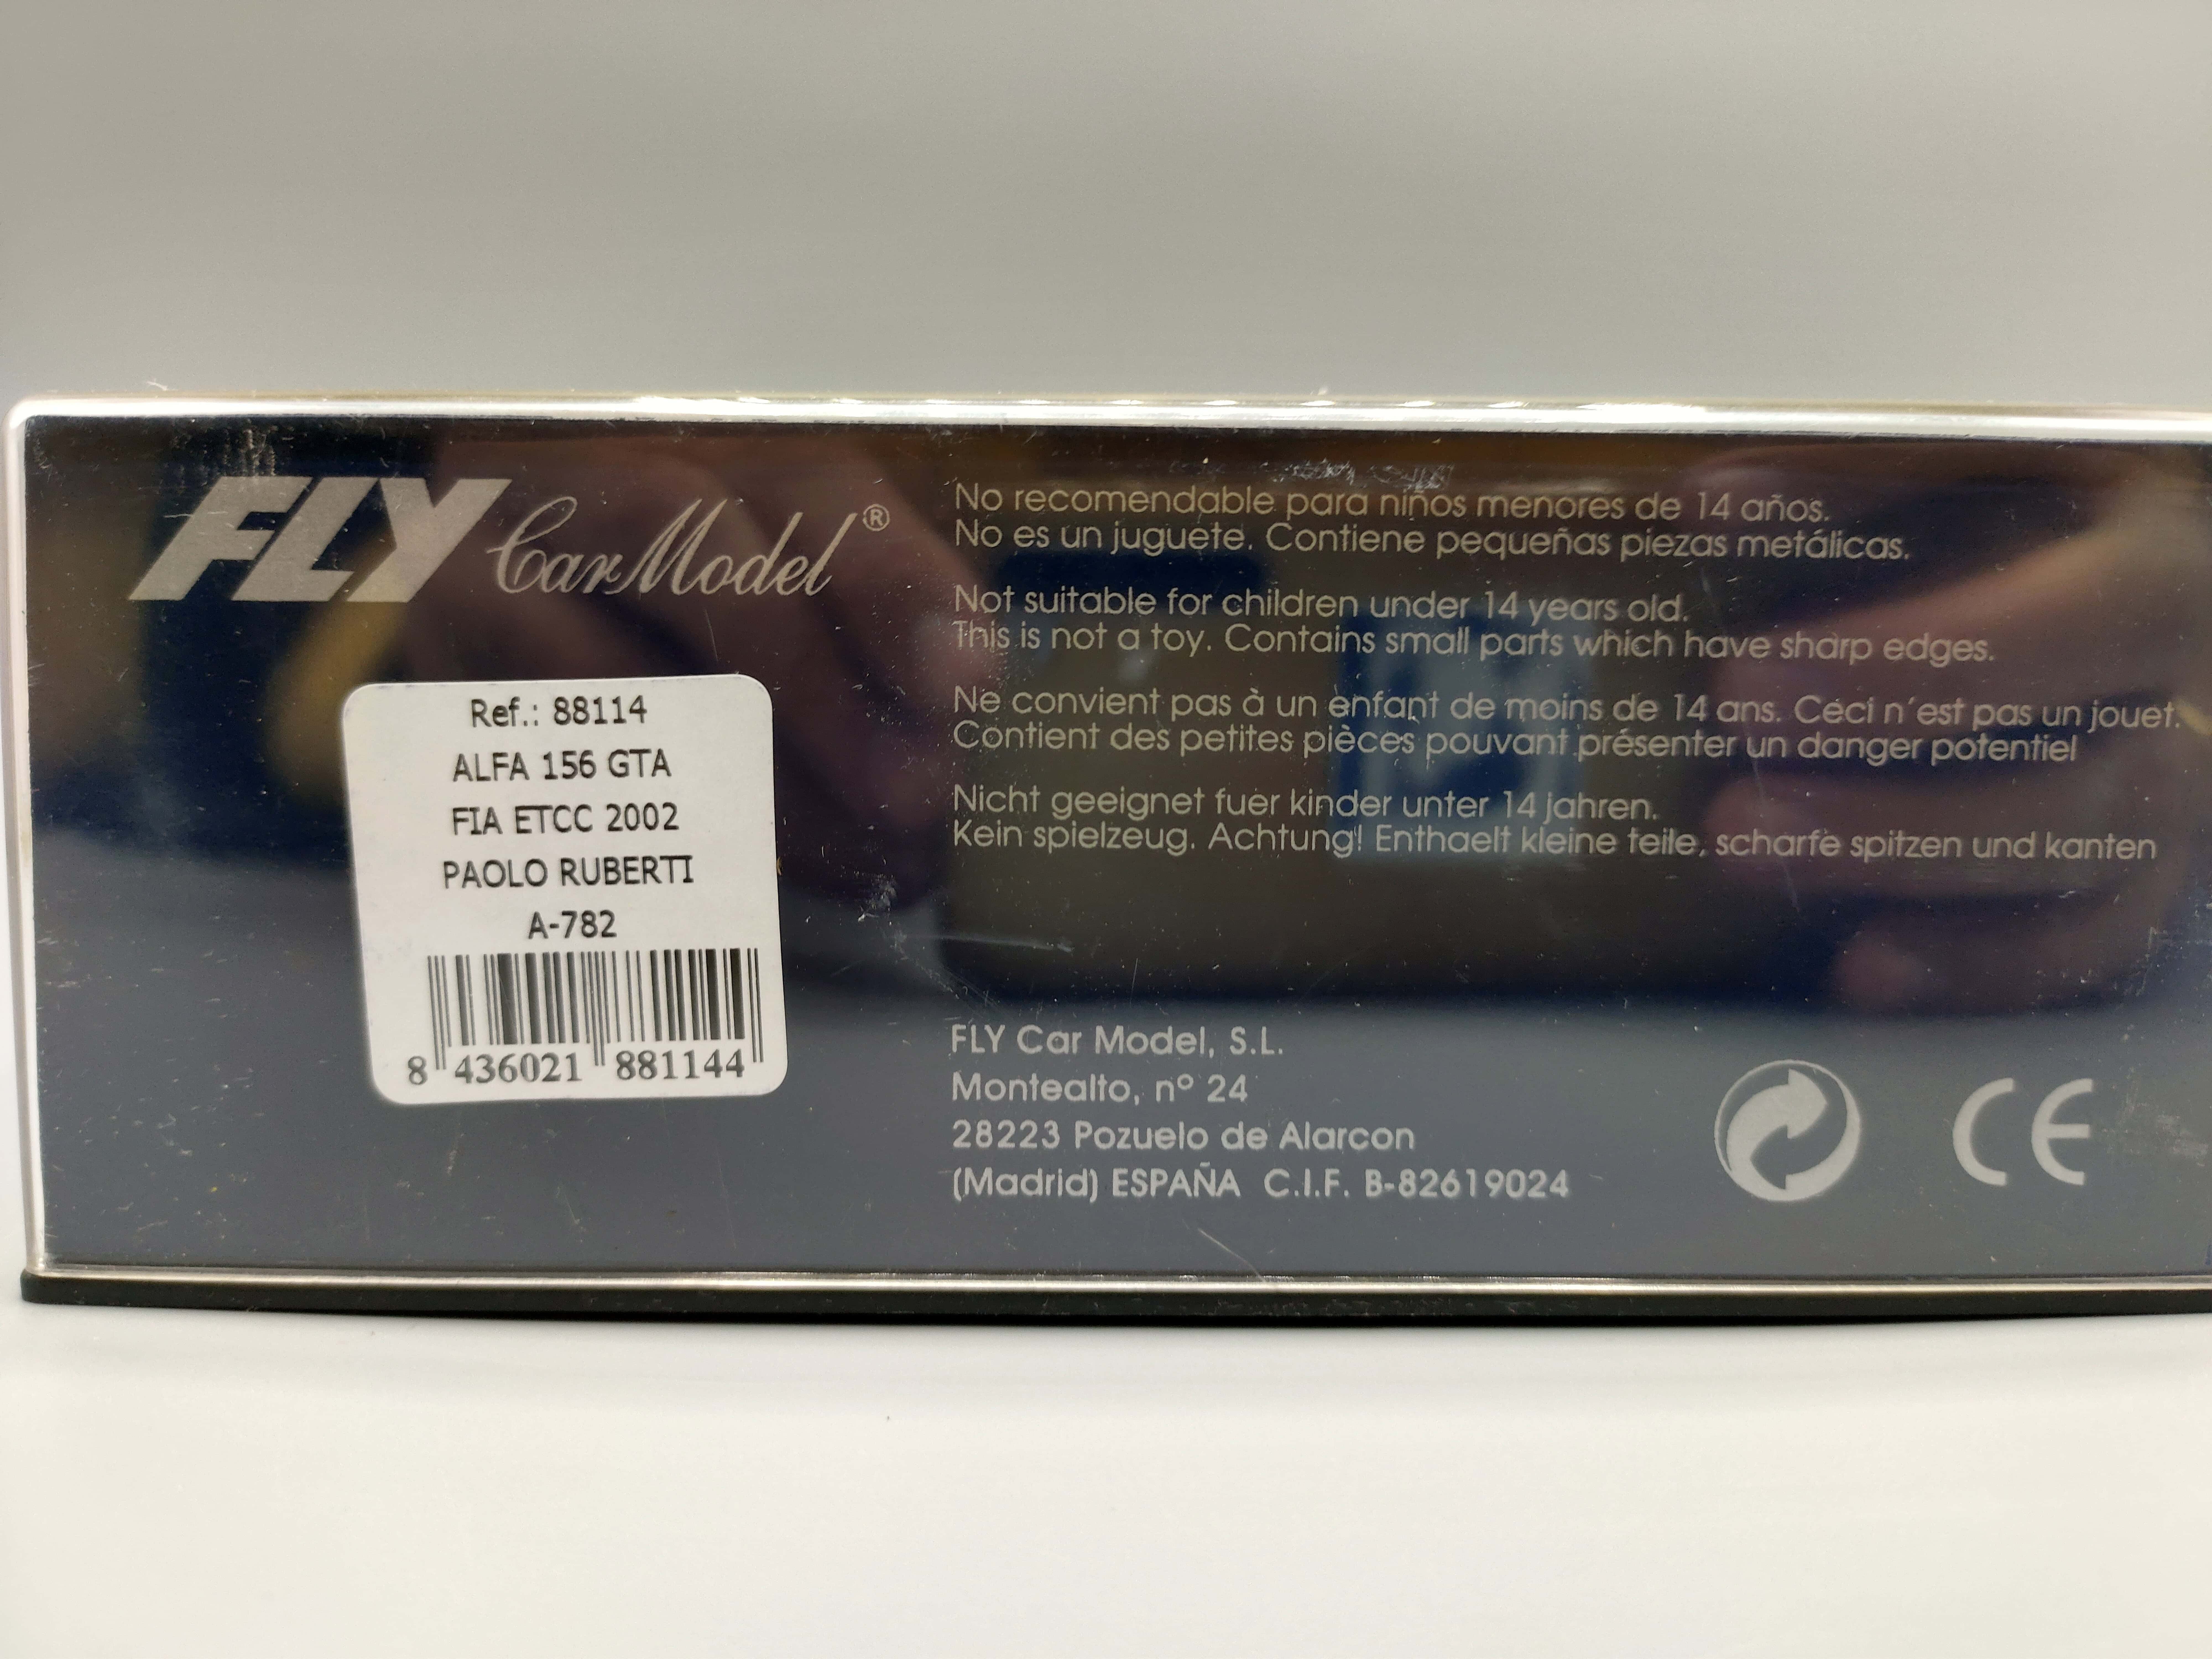 FLY Car Model ®
Ref.: 88114
ALFA 156 GTA
FIA ETCC 2002
PAOLO RUBERTI
A-782
8 436021 881144
No recomendable para niños menores de 14 años.
No es un juguete. Contiene pequeñas piezas metálicas.
Not suitable for children under 14 years old.
This is not a toy. Contains small parts which have sharp edges.
Ne convient pas à un enfant de moins de 14 ans. Ceci n'est pas un jouet.
Contient des petites pièces pouvant présenter un danger potentiel
Nicht geeignet fuer kinder unter 14 jahren.
Kein spielzeug. Achtung! Enthaelt kleine teile, scharfe spitzen und kanten
FLY Car Model, S.L.
Montealto, nº 24
28223 Pozuelo de Alarcon
(Madrid) ESPAÑA C.I.F. B-82619024
CE